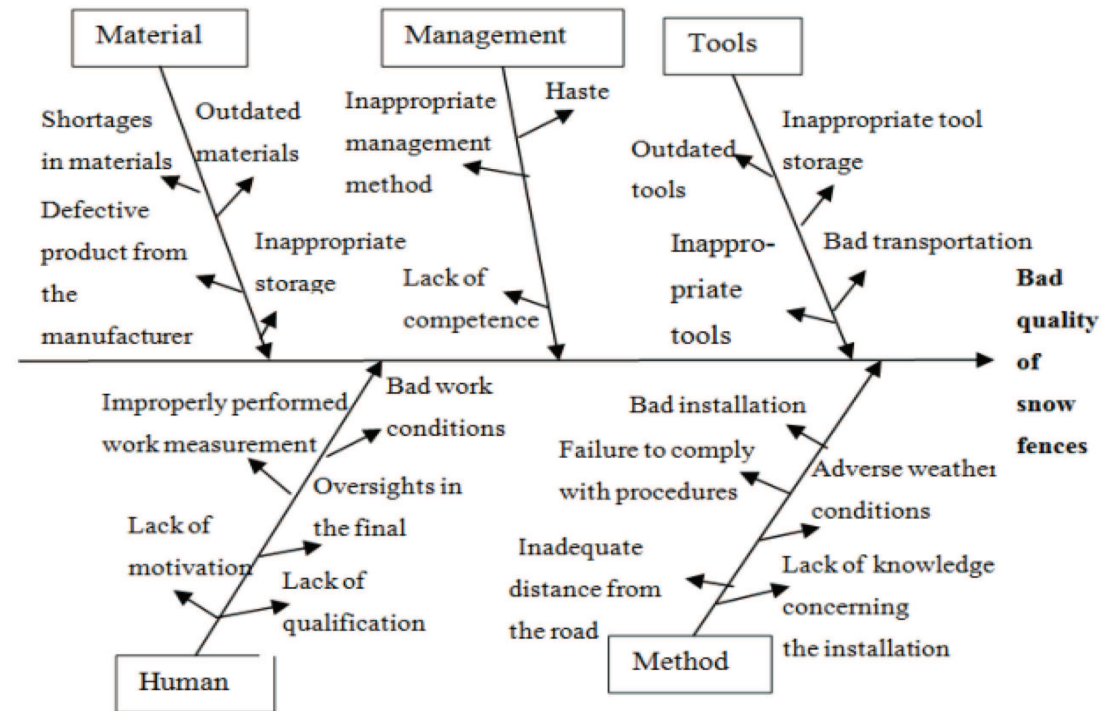 Material
Management
Tools
Shortages
in materials
Outdated
materials
Defective
product from
the
manufacturer
Inappropriate
storage
Inappropriate
management
method
Haste
Lack of
competence
Outdated
tools
Inappropriate tool
storage
Inappro-
priate
tools
Bad transportation
Bad
quality
of
snow
fences
Improperly performed
work measurement
Bad work
conditions
Oversights in
the final
Lack of
motivation
Lack of
qualification
Human
Bad installation
Failure to comply
with procedures
Adverse weather
conditions
Inadequate
distance from
the road
Lack of knowledge
concerning
the installation
Method